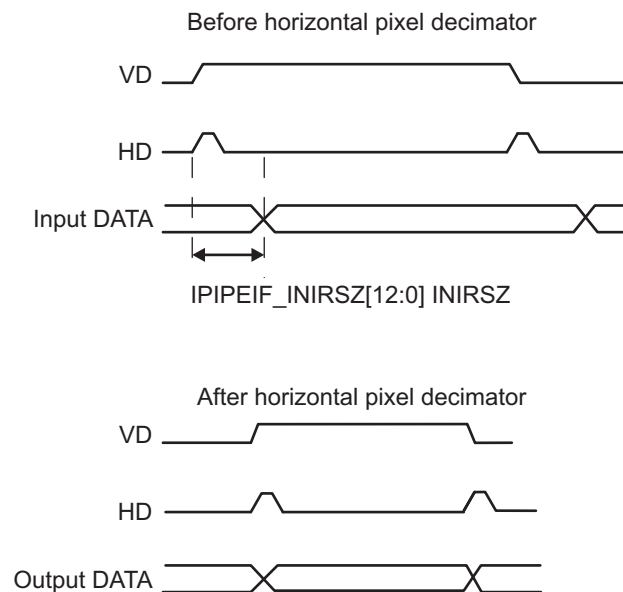 Before horizontal pixel decimator
VD
HD
Input DATA
IPIPEIF_INIRSZ[12:0] INIRSZ
After horizontal pixel decimator
VD
HD
Output DATA